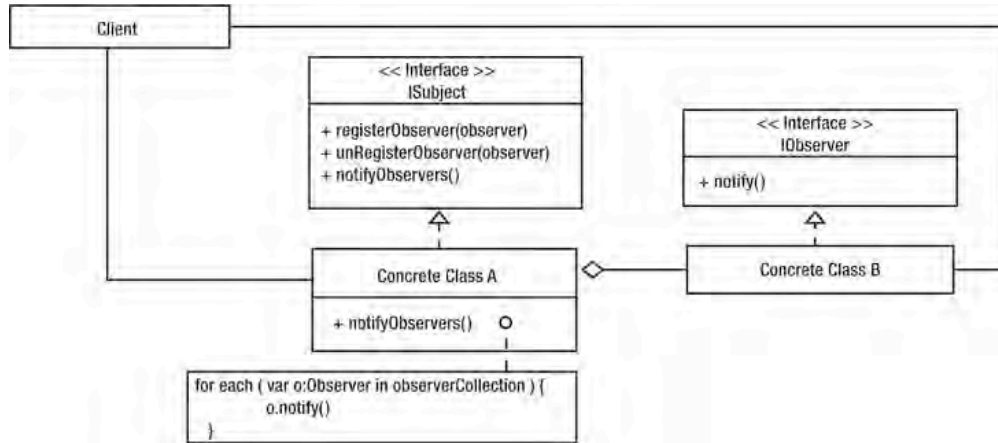 Client
<< Interface >>
ISubject
+ registerObserver(observer)
+ unRegisterObserver(observer)
+ notifyObservers()
<< Interface >>
IObserver
+ notify()
Concrete Class A
+ notifyObservers()
Concrete Class B
for each ( var o:Observer in observerCollection ) {
o.notify()
}